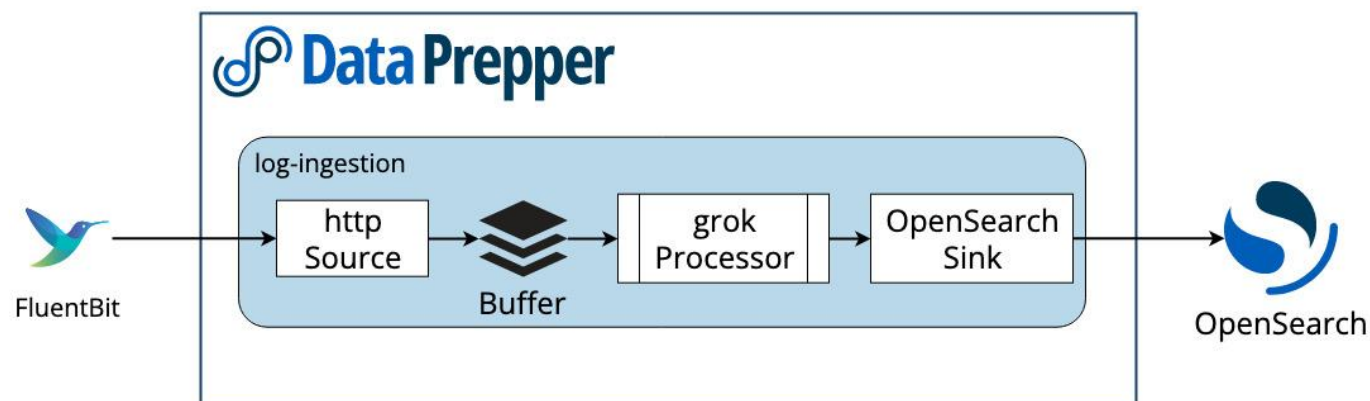 Data Prepper
log-ingestion
http
Source
Buffer
grok
Processor
OpenSearch
Sink
FluentBit
OpenSearch